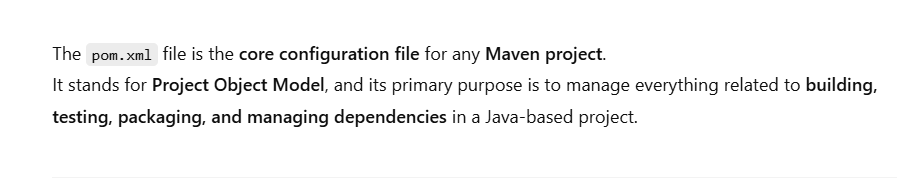 The pom.xml file is the core configuration file for any Maven project.
It stands for Project Object Model, and its primary purpose is to manage everything related to building,
testing, packaging, and managing dependencies in a Java-based project.